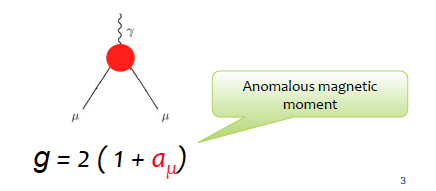 γ
μ μ
Anomalous magnetic
moment
g = 2 ( 1 + aμ)
3